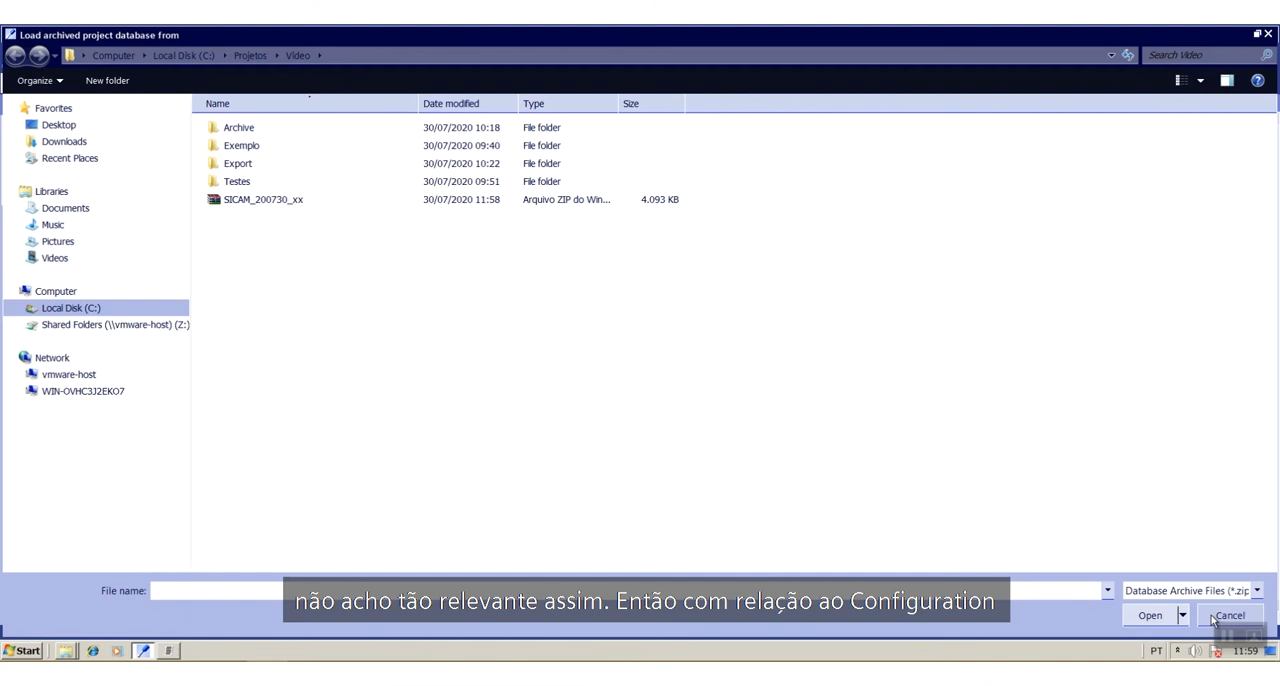 Load archived project database from
Computer Local Disk (C:) Projetos Vídeo
Search Vídeo
Organize New folder
Name Date modified Type Size
Favorites
Desktop
Downloads
Recent Places
Libraries
Documents
Music
Pictures
Videos
Computer
Local Disk (C:)
Shared Folders (\\vmware-host) (Z:)
Network
vmware-host
WIN-OVHC3J2EKO7
Archive 30/07/2020 10:18 File folder
Exemplo 30/07/2020 09:40 File folder
Export 30/07/2020 10:22 File folder
Testes 30/07/2020 09:51 File folder
SICAM_200730_xx 30/07/2020 11:58 Arquivo ZIP do Win... 4.093 KB
File name:
Database Archive Files (*.zip
não acho tão relevante assim. Então com relação ao Configuration
Open Cancel
Start PT 11:59